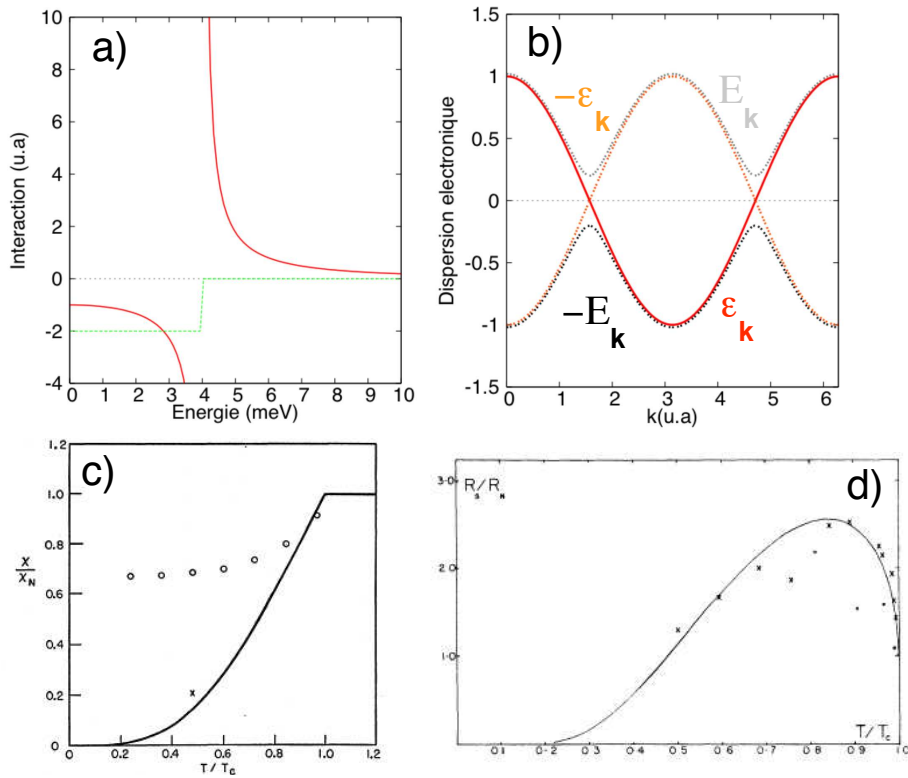 a)
Interaction (u.a)
10
8
6
4
2
0
-2
-4
0 1 2 3 4 5 6 7 8 9 10
Energie (meV)
b)
Dispersion electronique
1.5
1
0.5
0
-0.5
-1
-1.5
−εk
Ek
−Ek
εk
0 1 2 3 4 5 6
k(u.a)
c)
χ/χN
1.2
1.0
0.8
0.6
0.4
0.2
0
0 0.2 0.4 0.6 0.8 1.0 1.2
T/Tc
d)
Rs/RN
3·0
2·0
1·0
0·1 0·2 0·3 0·4 0·5 0·6 0·7 0·8 0·9 1·0
T/Tc